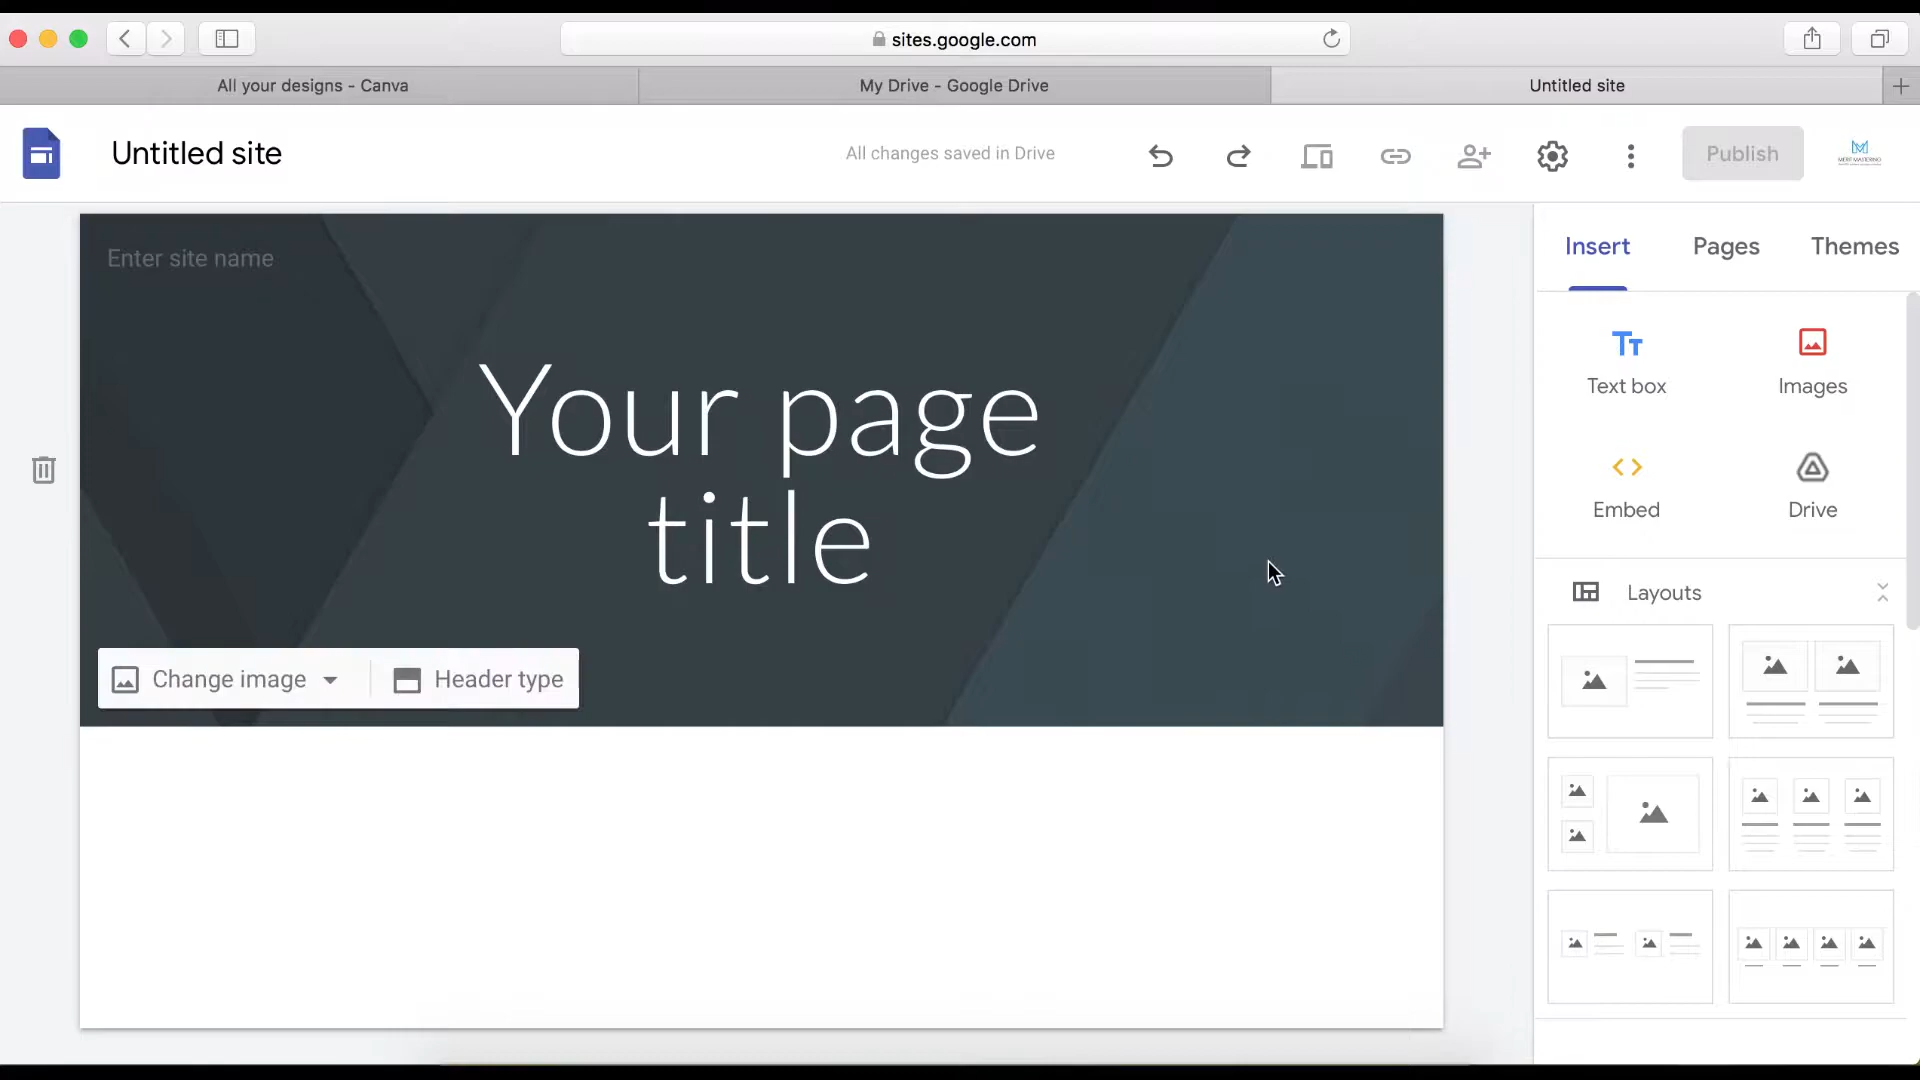 sites.google.com
All your designs - Canva
My Drive - Google Drive
Untitled site
Untitled site
All changes saved in Drive
Publish
MERIT MASTERING
Enter site name
Your page
title
Change image
Header type
Insert
Pages
Themes
Text box
Images
Embed
Drive
Layouts